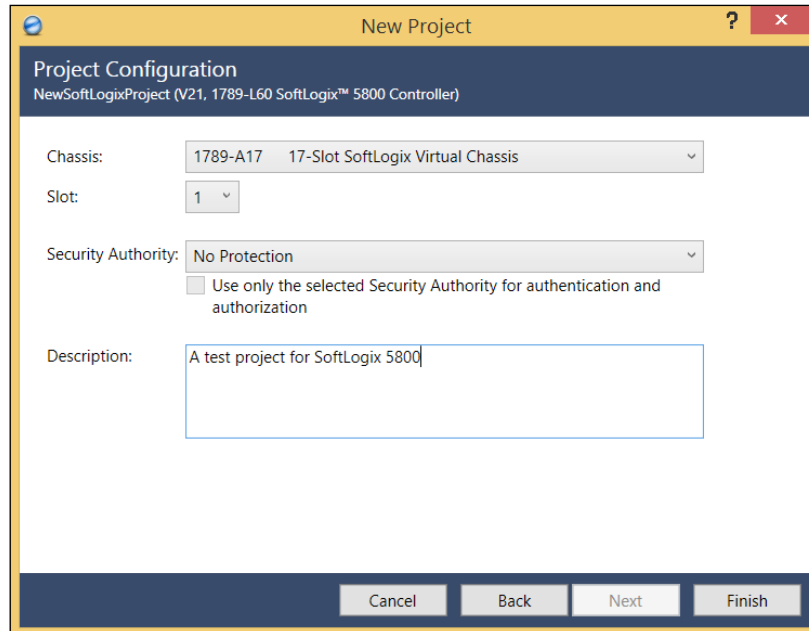 New Project
?
Project Configuration
NewSoftLogixProject (V21, 1789-L60 SoftLogix™ 5800 Controller)
Chassis: 1789-A17 17-Slot SoftLogix Virtual Chassis
Slot: 1
Security Authority: No Protection
Use only the selected Security Authority for authentication and
authorization
Description: A test project for SoftLogix 5800
Cancel Back Next Finish